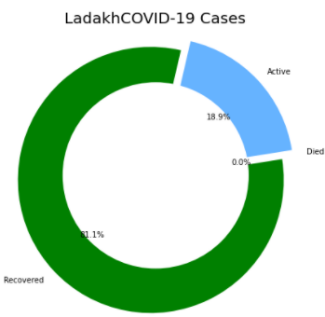 LadakhCOVID-19 Cases
Active
18.9%
Died
0.0%
81.1%
Recovered